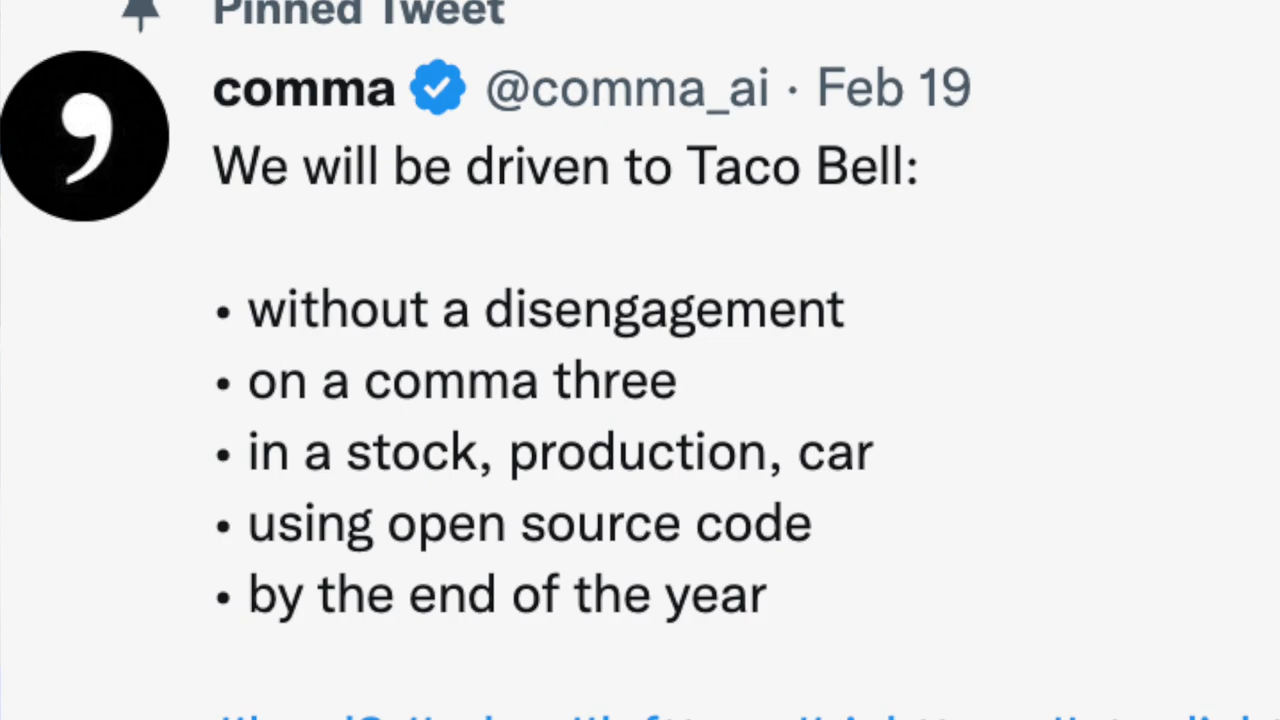 Pinned Tweet
comma @comma_ai · Feb 19
We will be driven to Taco Bell:
• without a disengagement
• on a comma three
• in a stock, production, car
• using open source code
• by the end of the year